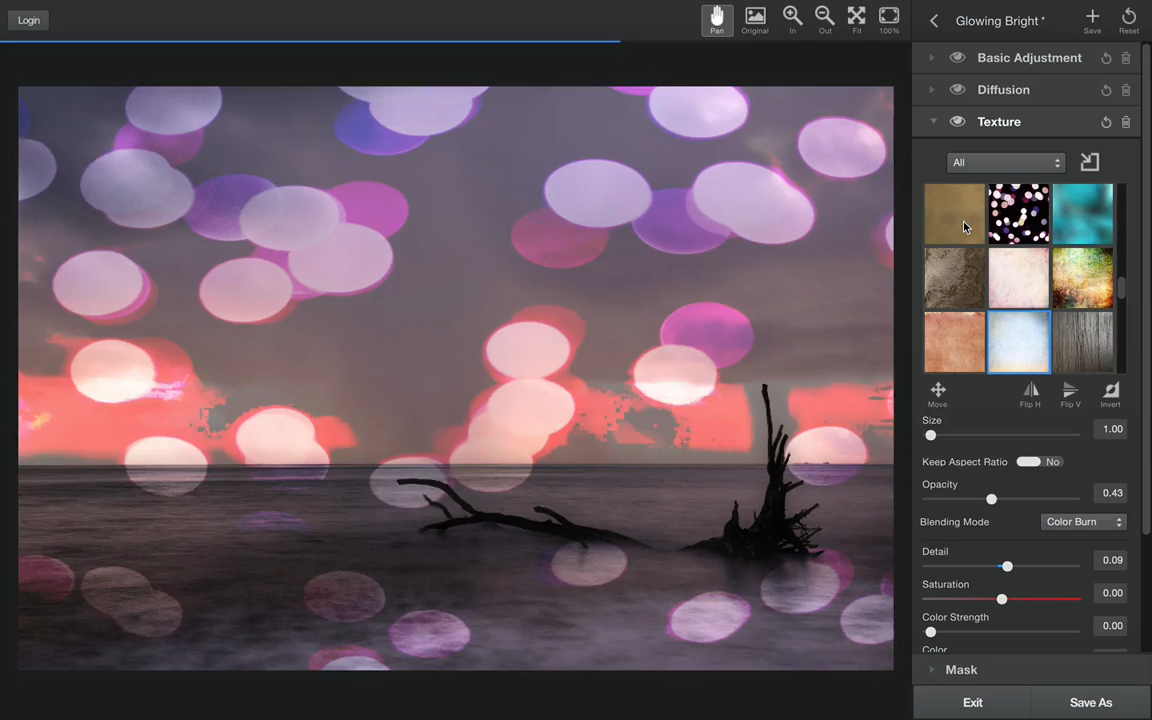 Login
Pan
Original
In
Out
Fit
100%
Glowing Bright *
Save
Reset
Basic Adjustment
Diffusion
Texture
All
Move
Flip H
Flip V
Invert
Size
1.00
Keep Aspect Ratio
No
Opacity
0.43
Blending Mode
Color Burn
Detail
0.09
Saturation
0.00
Color Strength
0.00
Color
Mask
Exit
Save As